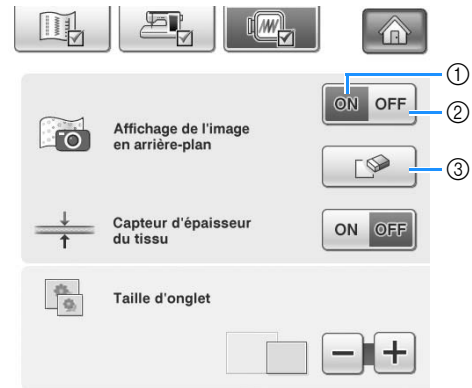 ①
ON OFF
②
Affichage de l'image
en arrière-plan
③
Capteur d'épaisseur
du tissu
ON OFF
Taille d'onglet
− +